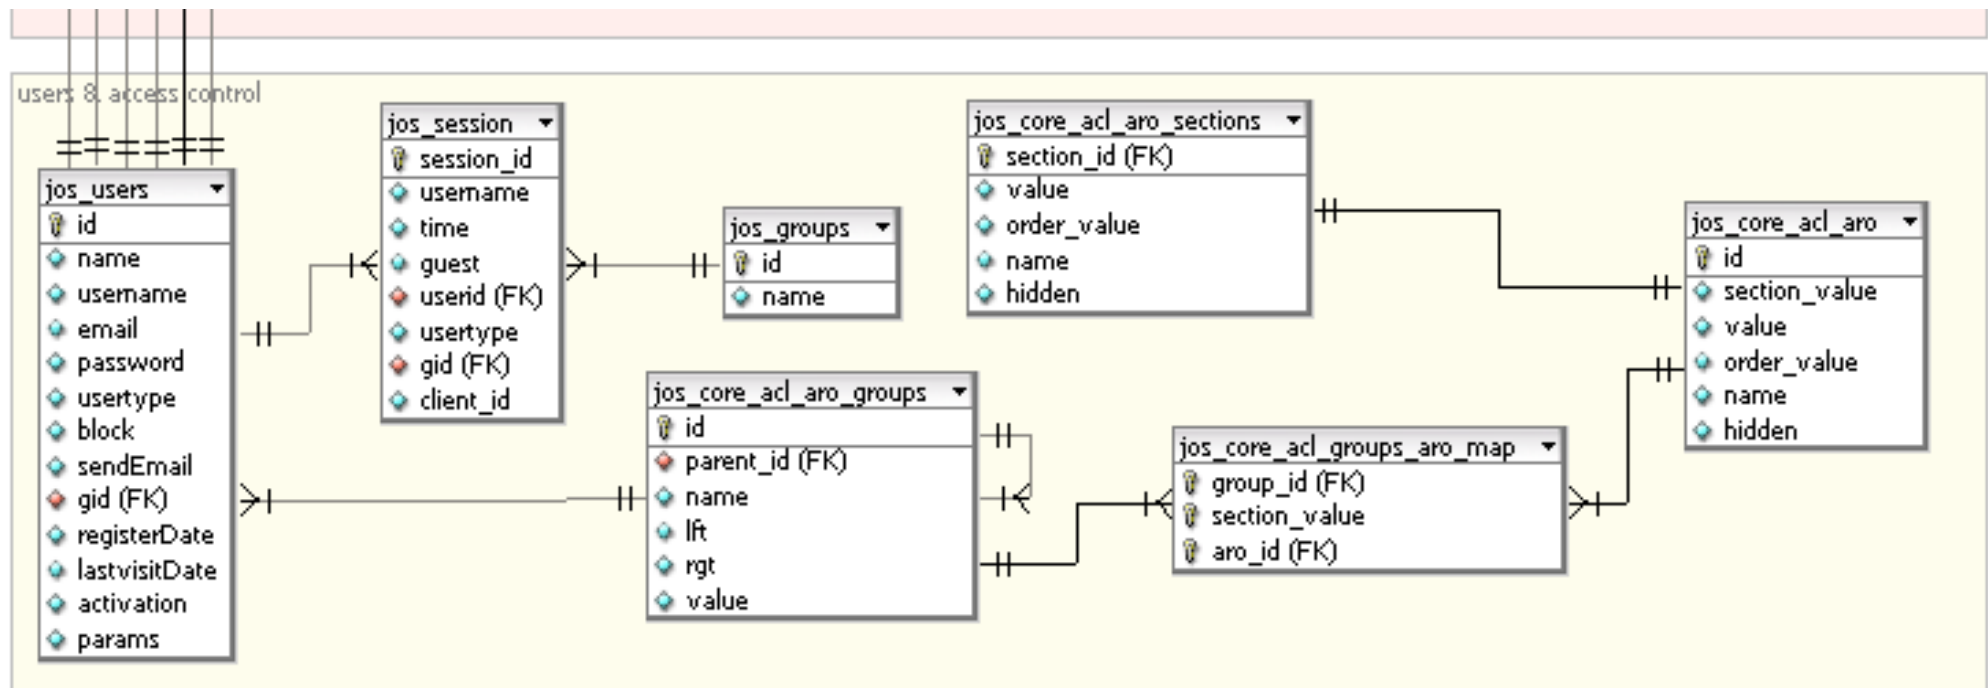 users & access control
jos_users
id
name
username
email
password
usertype
block
sendEmail
gid (FK)
registerDate
lastvisitDate
activation
params
jos_session
session_id
username
time
guest
userid (FK)
usertype
gid (FK)
client_id
jos_groups
id
name
jos_core_acl_aro_groups
id
parent_id (FK)
name
lft
rgt
value
jos_core_acl_aro_sections
section_id (FK)
value
order_value
name
hidden
jos_core_acl_groups_aro_map
group_id (FK)
section_value
aro_id (FK)
jos_core_acl_aro
id
section_value
value
order_value
name
hidden